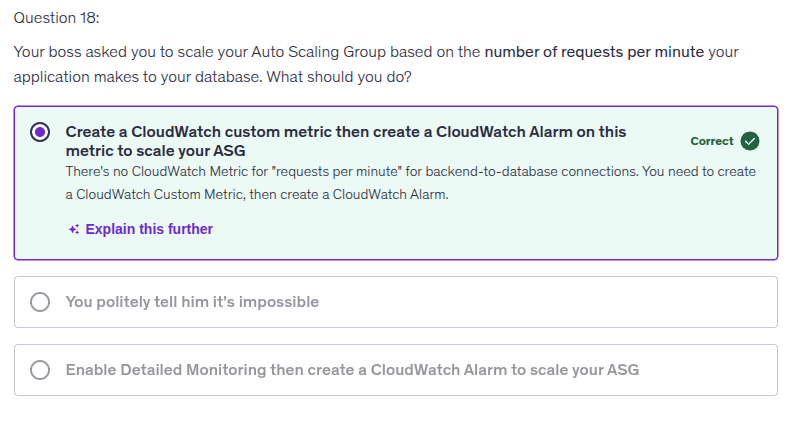 Question 18:
Your boss asked you to scale your Auto Scaling Group based on the number of requests per minute your
application makes to your database. What should you do?
Create a CloudWatch custom metric then create a CloudWatch Alarm on this
metric to scale your ASG
Correct
There's no CloudWatch Metric for "requests per minute" for backend-to-database connections. You need to create
a CloudWatch Custom Metric, then create a CloudWatch Alarm.
Explain this further
You politely tell him it's impossible
Enable Detailed Monitoring then create a CloudWatch Alarm to scale your ASG